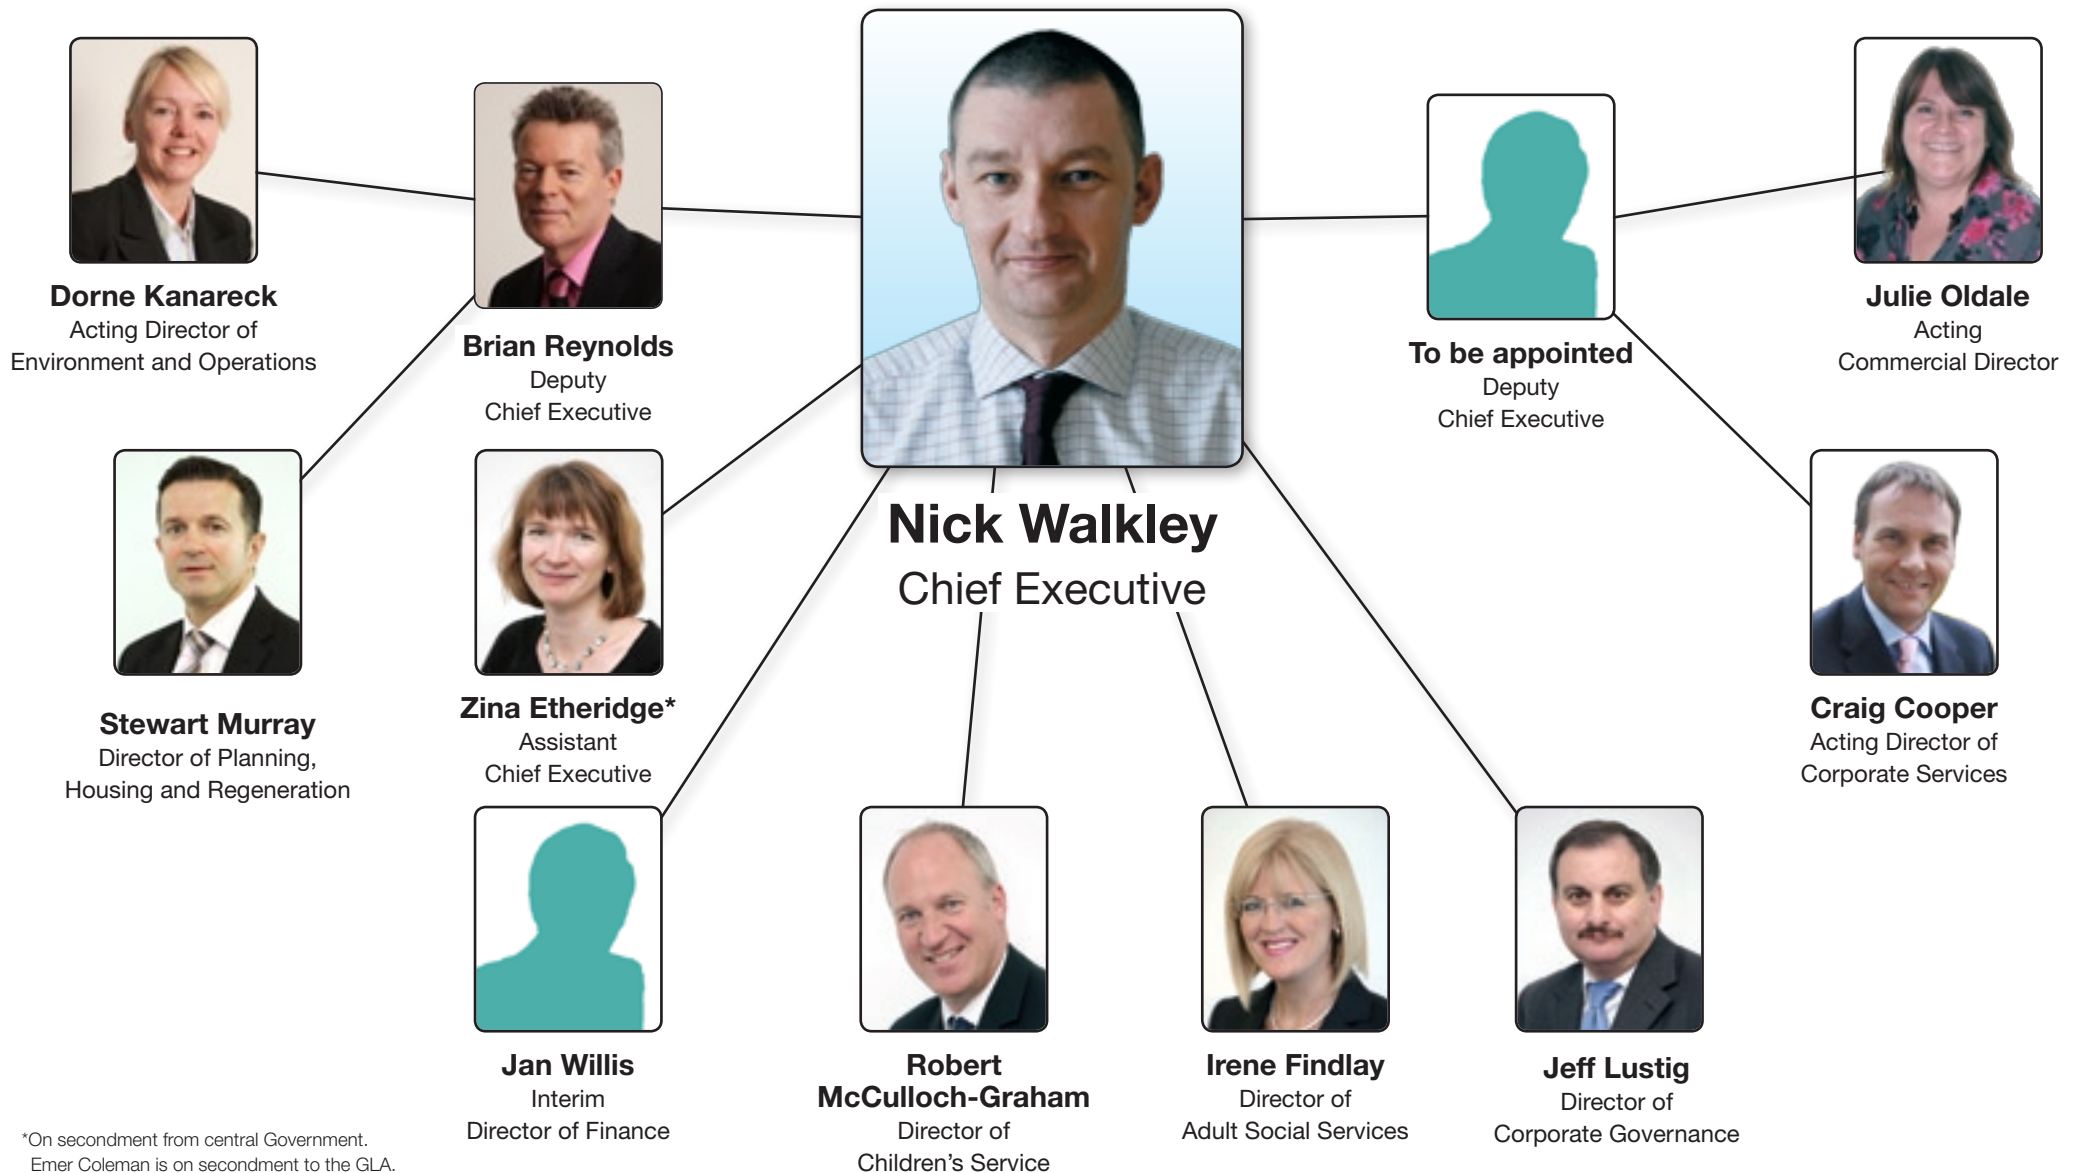 Dorne Kanareck
Acting Director of
Environment and Operations
Brian Reynolds
Deputy
Chief Executive
To be appointed
Deputy
Chief Executive
Julie Oldale
Acting
Commercial Director
Nick Walkley
Chief Executive
Stewart Murray
Director of Planning,
Housing and Regeneration
Zina Etheridge*
Assistant
Chief Executive
Craig Cooper
Acting Director of
Corporate Services
Jan Willis
Interim
Director of Finance
Robert
McCulloch-Graham
Director of
Children's Service
Irene Findlay
Director of
Adult Social Services
Jeff Lustig
Director of
Corporate Governance
*On secondment from central Government.
Emer Coleman is on secondment to the GLA.